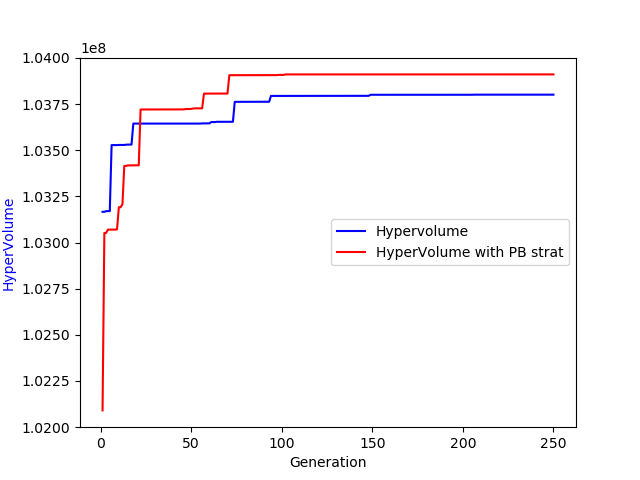 1e8
1.0400
1.0375
1.0350
1.0325
1.0300
1.0275
1.0250
1.0225
1.0200
HyperVolume
Hypervolume
HyperVolume with PB strat
0 50 100 150 200 250
Generation